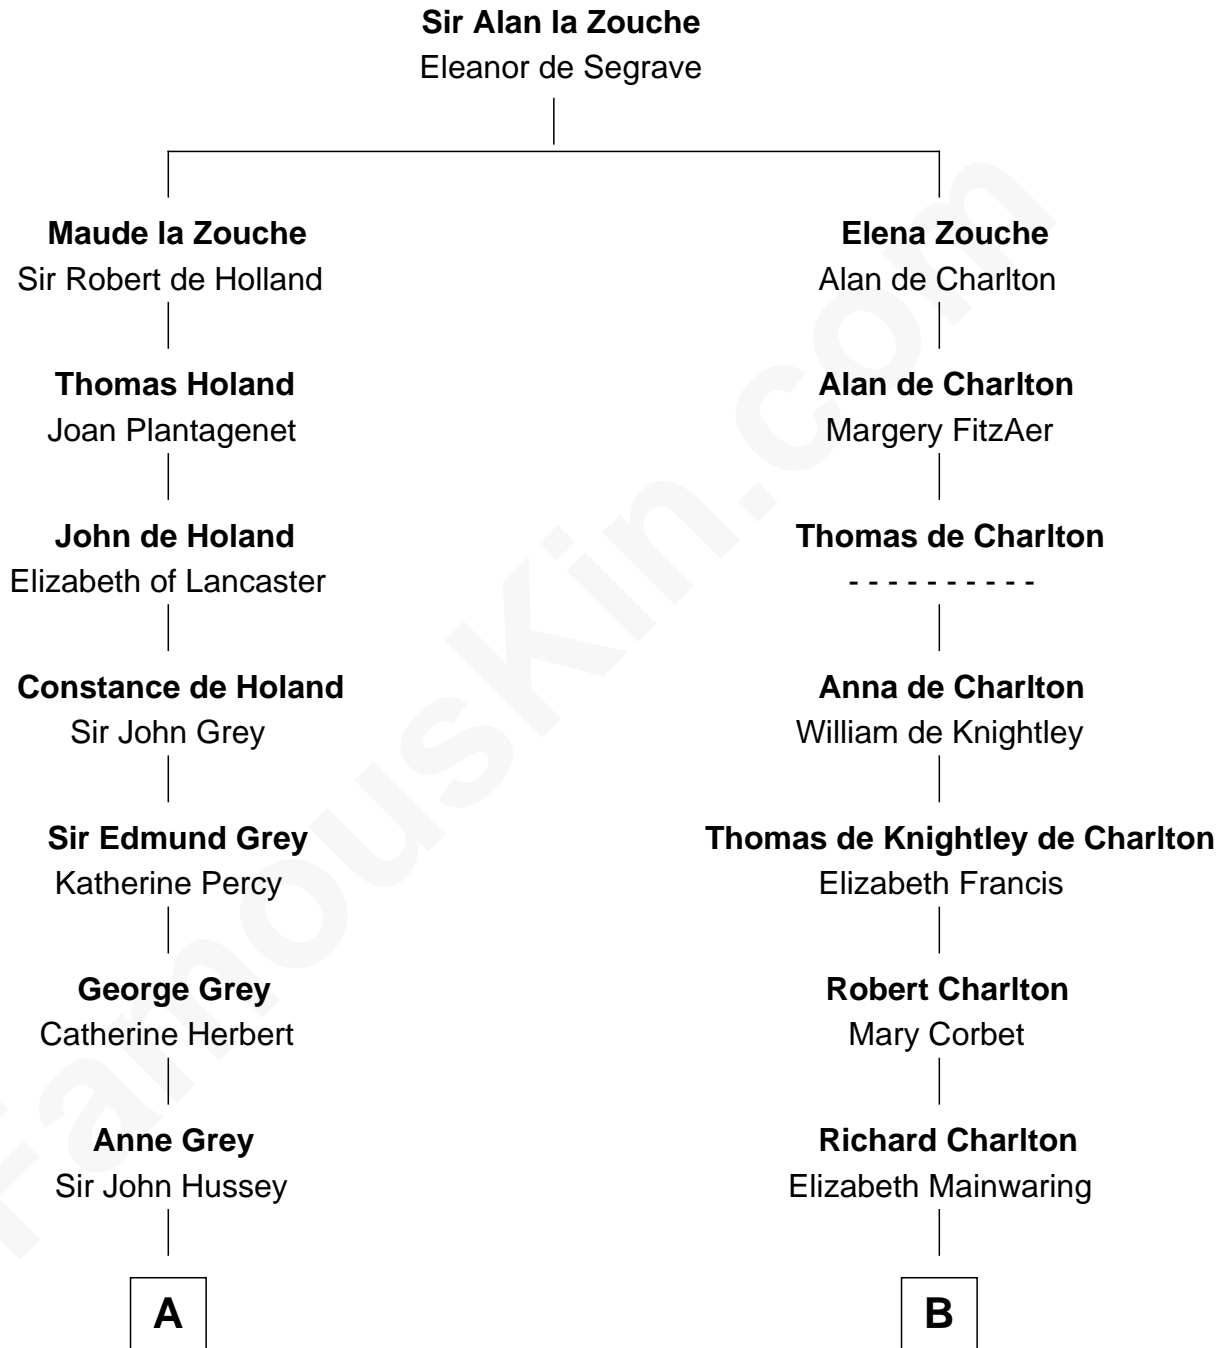 Sir Alan la Zouche
Eleanor de Segrave
Maude la Zouche
Sir Robert de Holland
Elena Zouche
Alan de Charlton
Thomas Holand
Joan Plantagenet
Alan de Charlton
Margery FitzAer
John de Holand
Elizabeth of Lancaster
Thomas de Charlton
- - - - - - - - - -
Constance de Holand
Sir John Grey
Anna de Charlton
William de Knightley
Sir Edmund Grey
Katherine Percy
Thomas de Knightley de Charlton
Elizabeth Francis
George Grey
Catherine Herbert
Robert Charlton
Mary Corbet
Anne Grey
Sir John Hussey
Richard Charlton
Elizabeth Mainwaring
A
B
FamousKin.com